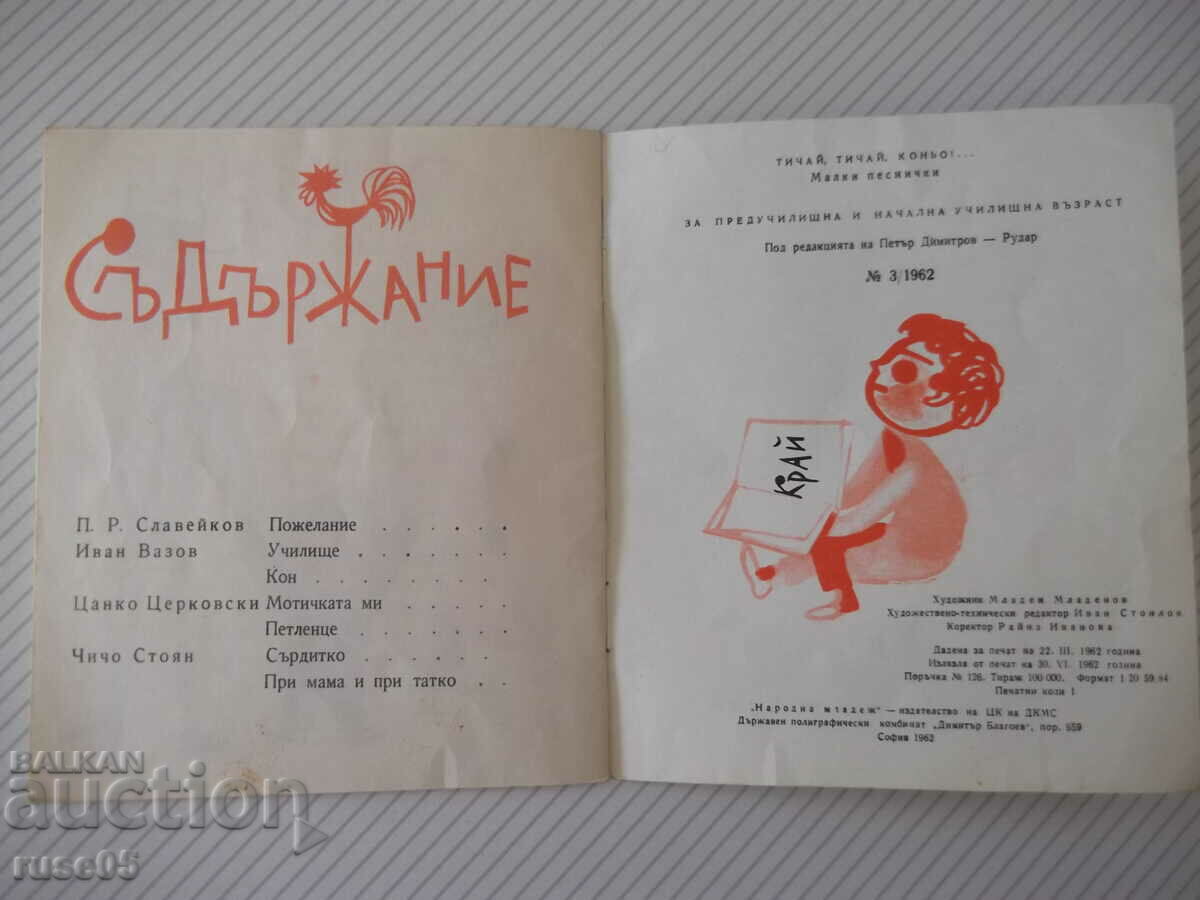 СЪДЪРЖАНИЕ
П. Р. Славейков Пожелание . . . . . .
Иван Вазов Училище . . . . . . .
Кон . . . . . . . .
Цанко Церковски Мотичката ми . . . . .
Петленце . . . . . . .
Чичо Стоян Сърдитко . . . . . .
При мама и при татко . .
ТИЧАЙ, ТИЧАЙ, КОНЬО!...
Малки песнички
ЗА ПРЕДУЧИЛИЩНА И НАЧАЛНА УЧИЛИЩНА ВЪЗРАСТ
Под редакцията на Петър Димитров — Рудар
№ 3/1962
КРАЙ
Художник Младен Младенов
Художествено-технически редактор Иван Стоилов
Коректор Райна Иванова
Дадена за печат на 22. III. 1962 година
Излязла от печат на 30. VI. 1962 година
Поръчка № 126. Тираж 100 000. Формат 1 20 59 84
Печатни коли 1
„Народна младеж“ — издателство на ЦК на ДКМС
Държавен полиграфически комбинат „Димитър Благоев“, пор. 559
София 1962
BALKAN
auction
ruse05